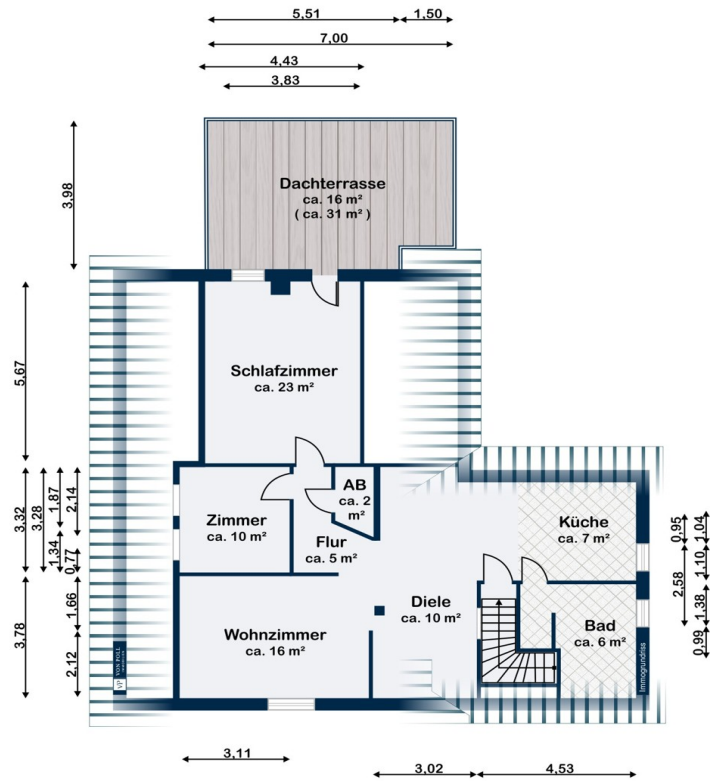 5,51
1,50
7,00
4,43
3,83
3,98
Dachterrasse
ca. 16 m²
( ca. 31 m² )
5,67
Schlafzimmer
ca. 23 m²
3,32
3,28
1,87
2,14
1,34
0,77
AB
ca. 2
m²
Zimmer
ca. 10 m²
Flur
ca. 5 m²
Küche
ca. 7 m²
0,95
1,04
1,10
2,58
1,38
0,99
3,78
1,66
2,12
Wohnzimmer
ca. 16 m²
Diele
ca. 10 m²
Bad
ca. 6 m²
VP VON POLL
IMMOBILIEN
Immogrundriss
3,11
3,02
4,53